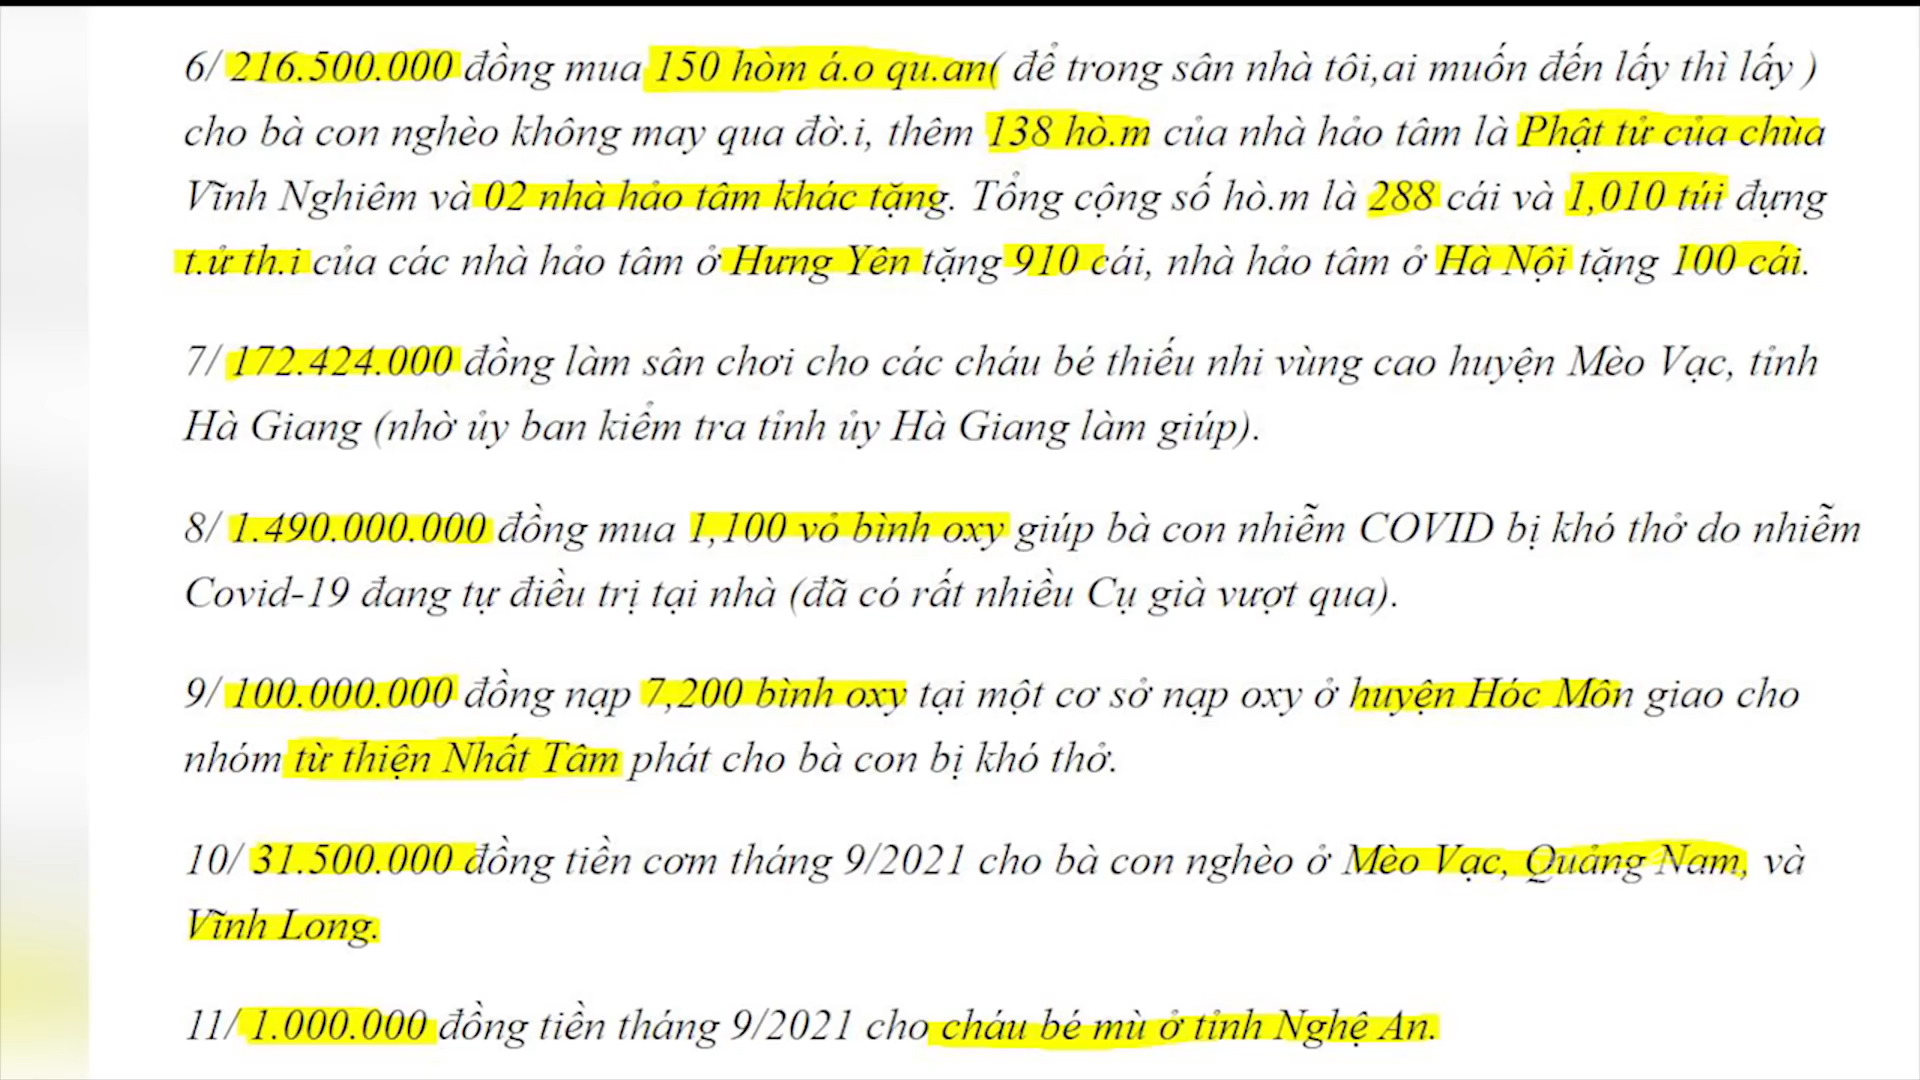 6/ 216.500.000 đồng mua 150 hòm á.o qu.an( để trong sân nhà tôi,ai muốn đến lấy thì lấy )
cho bà con nghèo không may qua đờ.i, thêm 138 hò.m của nhà hảo tâm là Phật tử của chùa
Vĩnh Nghiêm và 02 nhà hảo tâm khác tặng. Tổng cộng số hò.m là 288 cái và 1,010 túi đựng
t.ử th.i của các nhà hảo tâm ở Hưng Yên tặng 910 cái, nhà hảo tâm ở Hà Nội tặng 100 cái.
7/ 172.424.000 đồng làm sân chơi cho các cháu bé thiếu nhi vùng cao huyện Mèo Vạc, tỉnh
Hà Giang (nhờ ủy ban kiểm tra tỉnh ủy Hà Giang làm giúp).
8/ 1.490.000.000 đồng mua 1,100 vỏ bình oxy giúp bà con nhiễm COVID bị khó thở do nhiễm
Covid-19 đang tự điều trị tại nhà (đã có rất nhiều Cụ già vượt qua).
9/ 100.000.000 đồng nạp 7,200 bình oxy tại một cơ sở nạp oxy ở huyện Hóc Môn giao cho
nhóm từ thiện Nhất Tâm phát cho bà con bị khó thở.
10/ 31.500.000 đồng tiền cơm tháng 9/2021 cho bà con nghèo ở Mèo Vạc, Quảng Nam, và
Vĩnh Long.
11/ 1.000.000 đồng tiền tháng 9/2021 cho cháu bé mù ở tỉnh Nghệ An.